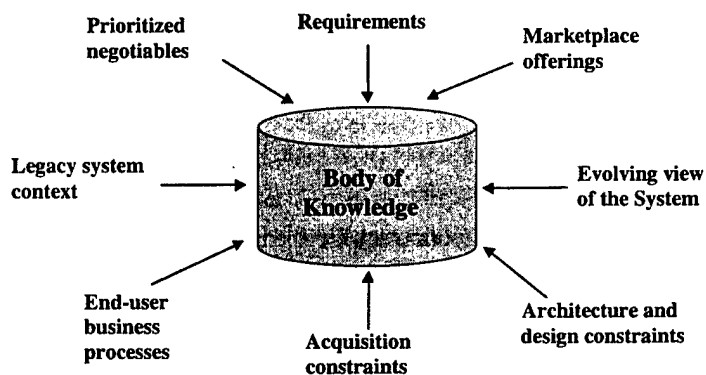 Prioritized
negotiables
Requirements
Marketplace
offerings
Legacy system
context
Body of
Knowledge
Evolving view
of the System
End-user
business
processes
Acquisition
constraints
Architecture and
design constraints